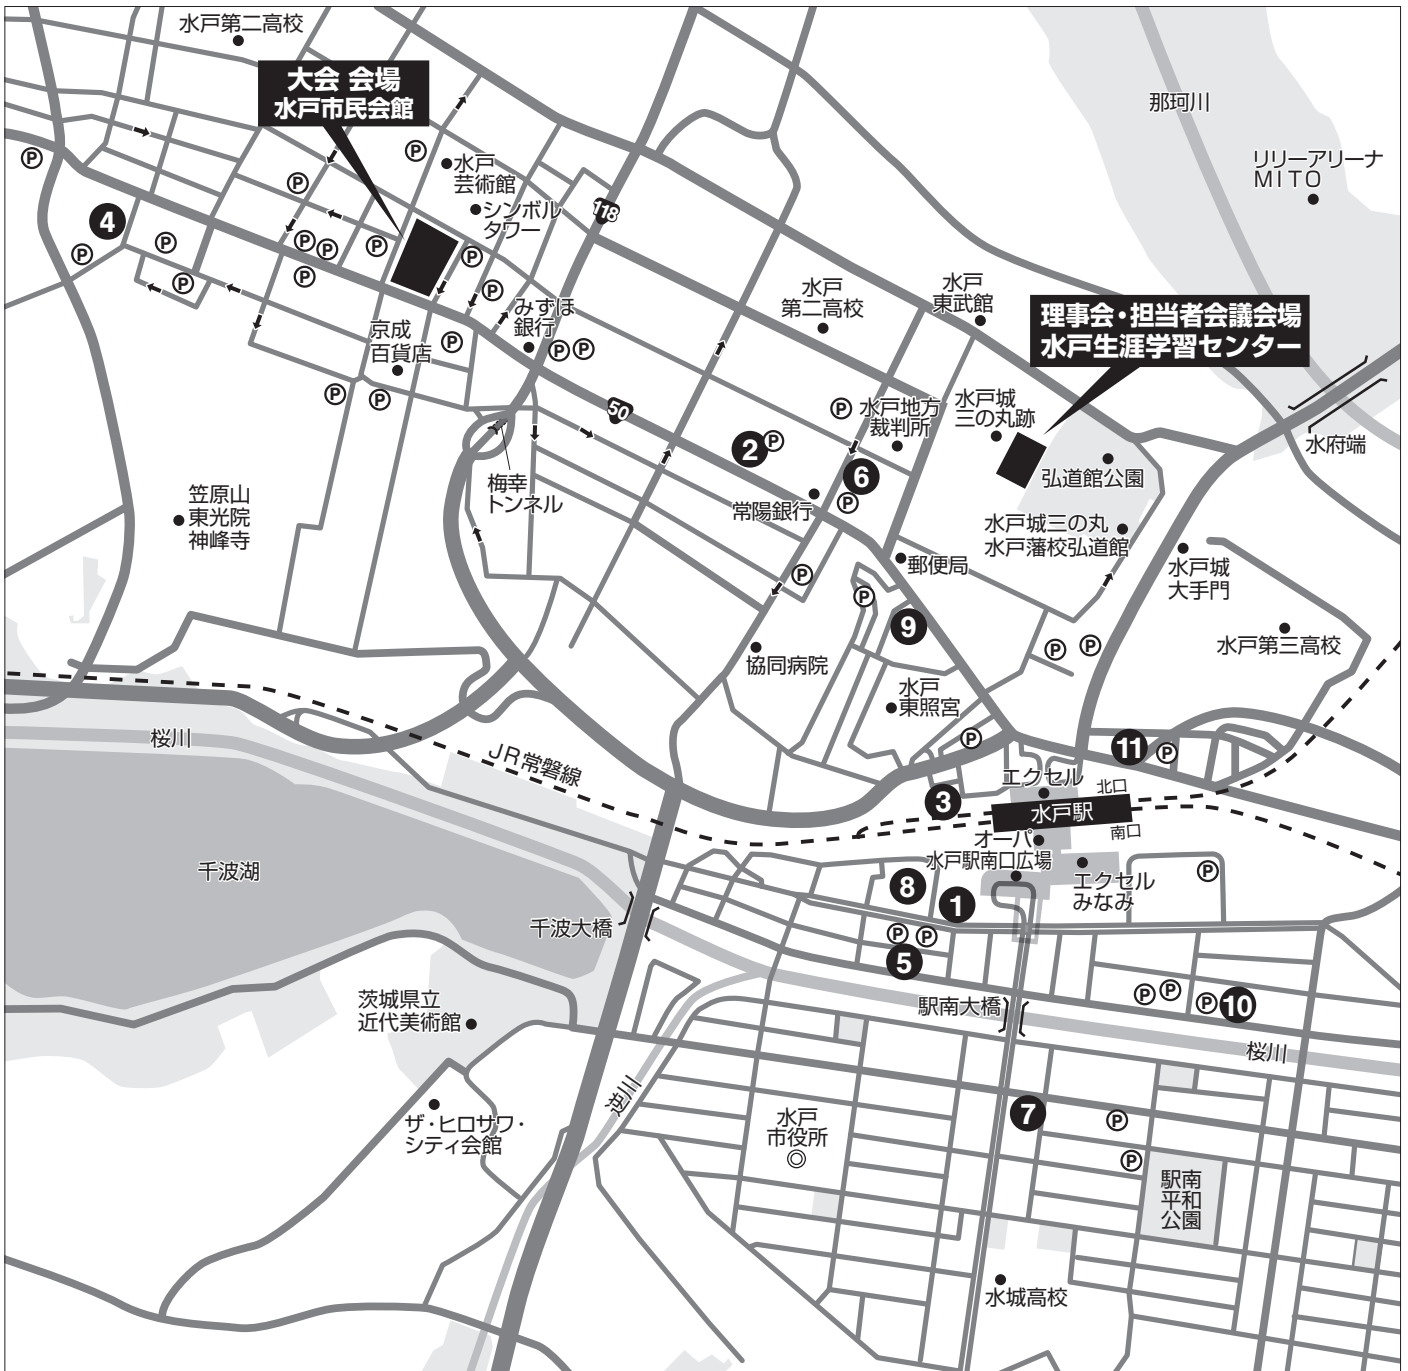 水戸第二高校
大会 会場
水戸市民会館
那珂川
リリーアリーナ
MITO
Ⓟ
Ⓟ
水戸
芸術館
Ⓟ
シンボル
タワー
118
4
Ⓟ
Ⓟ
Ⓟ
Ⓟ
Ⓟ
Ⓟ
Ⓟ
Ⓟ
Ⓟ
水戸
第二高校
水戸
東武館
理事会・担当者会議会場
水戸生涯学習センター
みずほ
銀行
京成
百貨店
Ⓟ
Ⓟ
Ⓟ
Ⓟ
Ⓟ
50
Ⓟ
水戸地方
裁判所
水戸城
三の丸跡
水府端
2
Ⓟ
6
弘道館公園
笠原山
東光院
神峰寺
梅幸
トンネル
常陽銀行
Ⓟ
水戸城三の丸
水戸藩校弘道館
郵便局
水戸城
大手門
Ⓟ
Ⓟ
9
水戸第三高校
協同病院
Ⓟ
Ⓟ
水戸
東照宮
桜川
JR常磐線
Ⓟ
11
Ⓟ
エクセル
北口
3
水戸駅
南口
オーパ
水戸駅南口広場
千波湖
8
エクセル
みなみ
Ⓟ
1
千波大橋
Ⓟ
Ⓟ
5
茨城県立
近代美術館
駅南大橋
Ⓟ
Ⓟ
Ⓟ
10
桜川
逆川
ザ・ヒロサワ・
シティ会館
水戸
市役所
7
Ⓟ
Ⓟ
駅南
平和
公園
水城高校